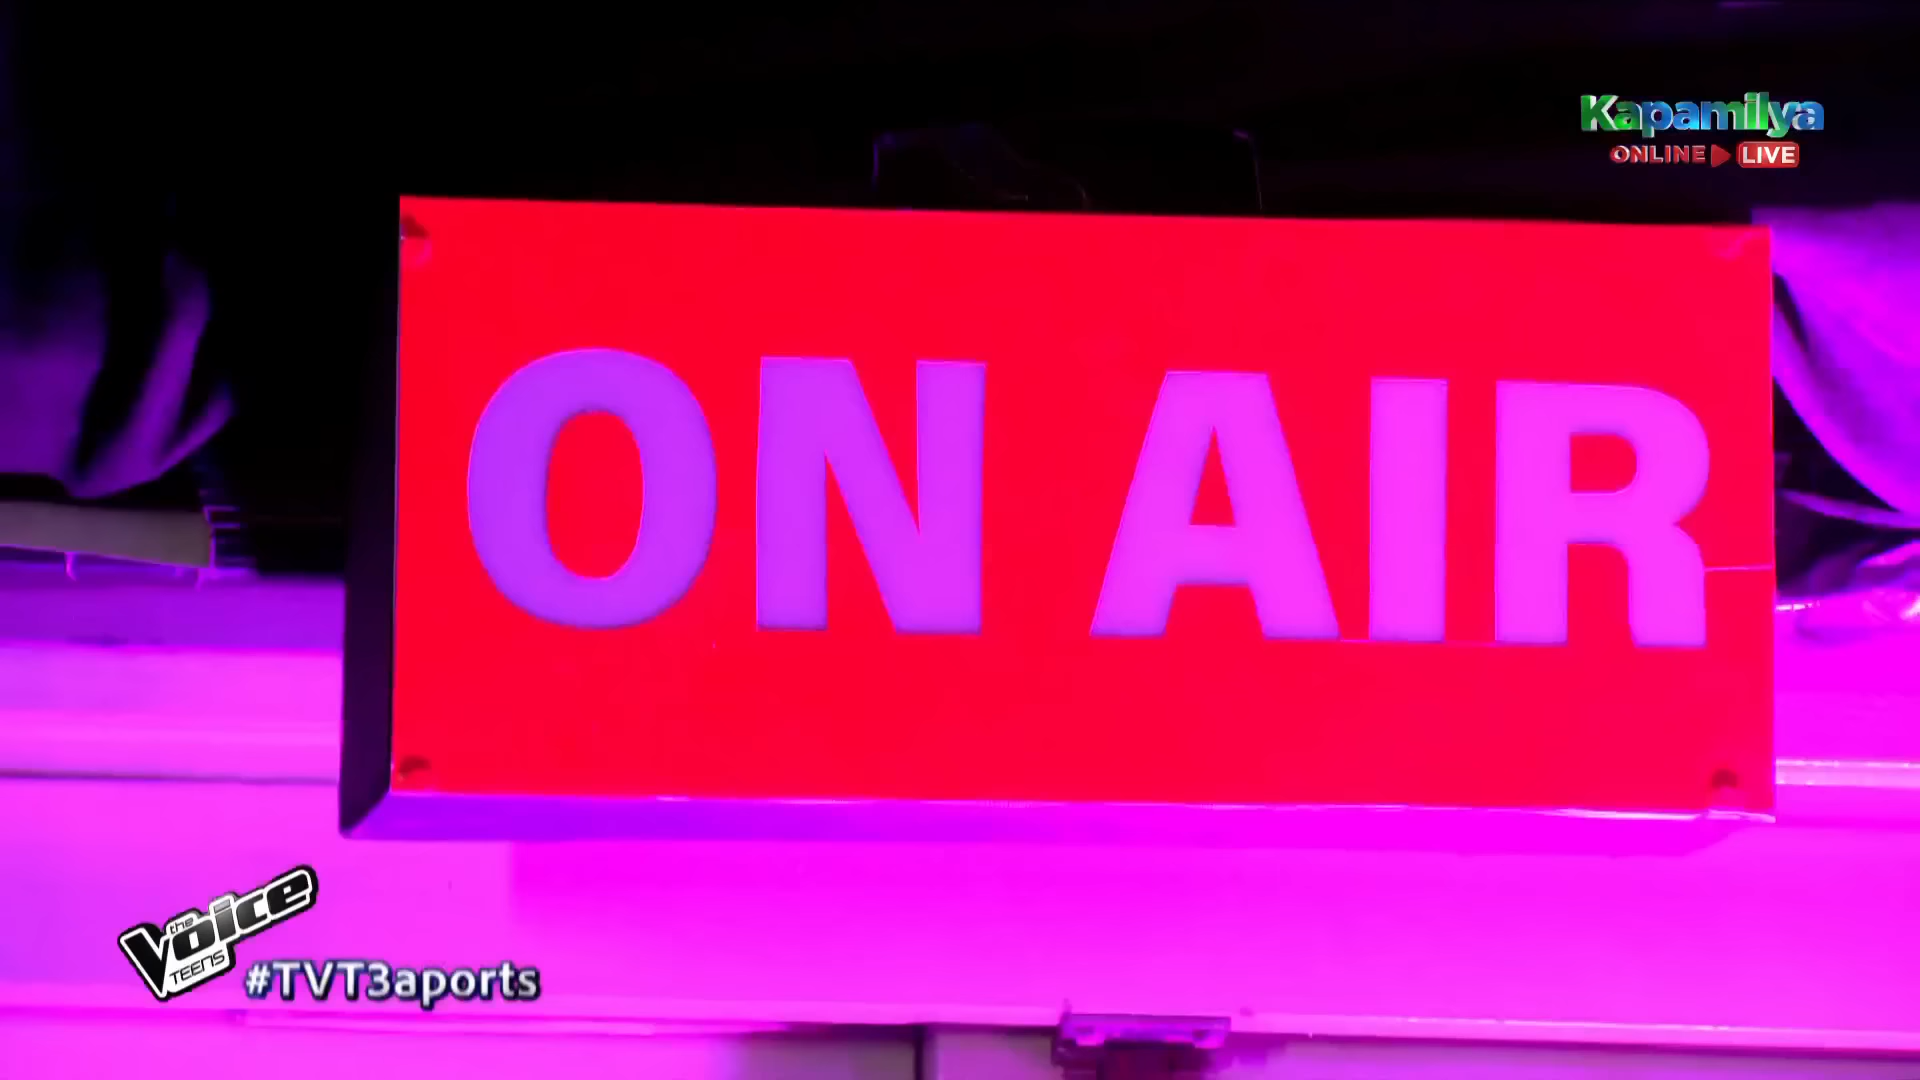 Kapamilya
ONLINE LIVE
ON AIR
the
Voice
TEENS
#TVT3aports